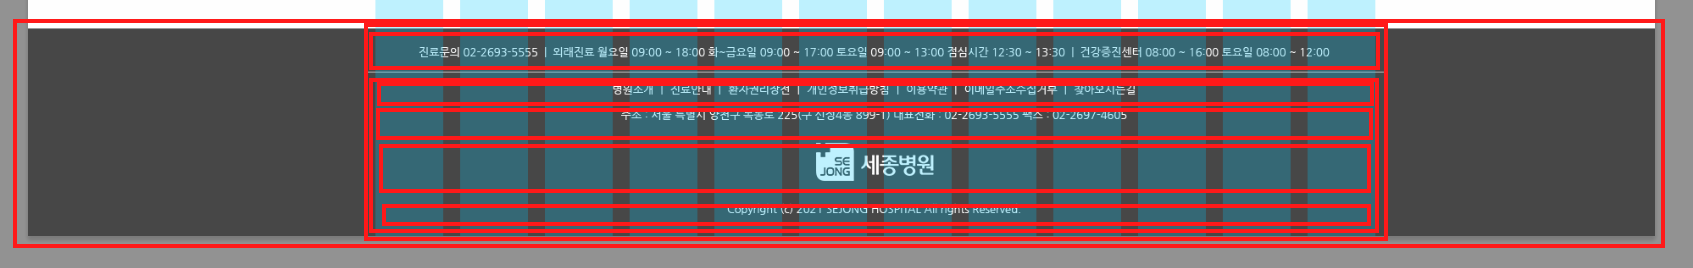 진료문의 02-2693-5555 | 외래진료 월요일 09:00 ~ 18:00 화~금요일 09:00 ~ 17:00 토요일 09:00 ~ 13:00 점심시간 12:30 ~ 13:30 | 건강증진센터 08:00 ~ 16:00 토요일 08:00 ~ 12:00
병원소개 | 진료안내 | 환자권리장전 | 개인정보취급방침 | 이용약관 | 이메일주소수집거부 | 찾아오시는길
주소 : 서울 특별시 양천구 목동로 225(구 신정4동 899-1) 대표전화 : 02-2693-5555 팩스 : 02-2697-4605
SE
JONG 세종병원
Copyright (c) 2021 SEJONG HOSPITAL All rights Reserved.